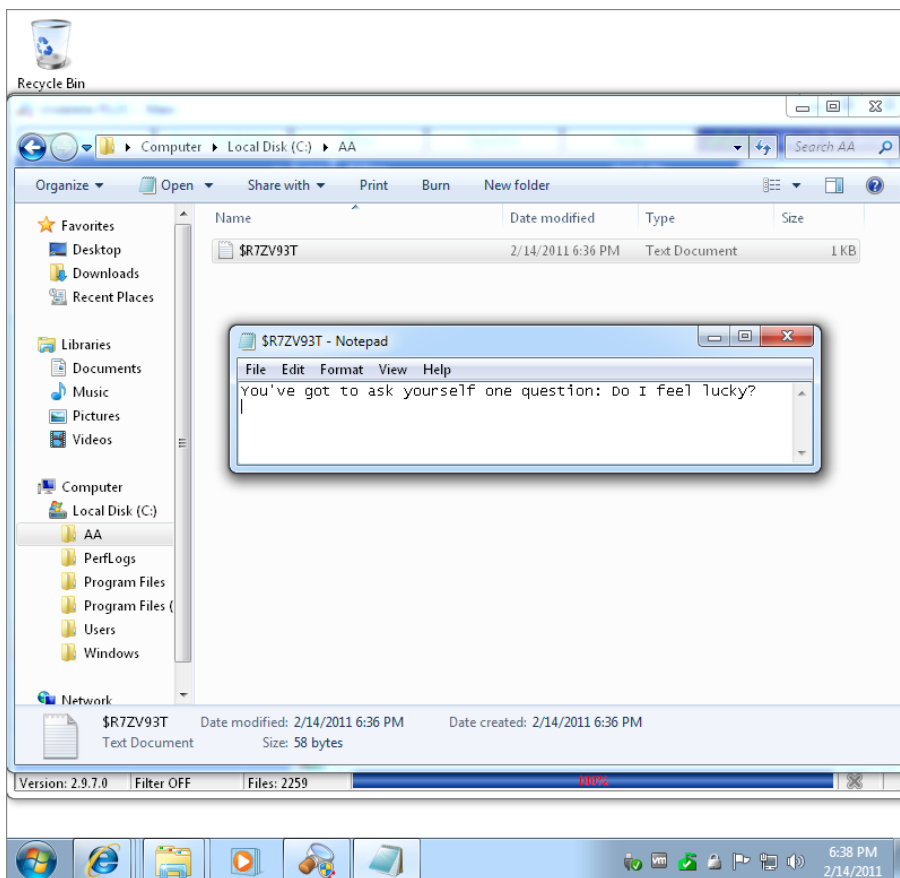 Recycle Bin
Computer Local Disk (C:) AA
Search AA
Organize Open Share with Print Burn New folder
Favorites
Desktop
Downloads
Recent Places
Libraries
Documents
Music
Pictures
Videos
Computer
Local Disk (C:)
AA
PerfLogs
Program Files
Program Files (
Users
Windows
Network
Name Date modified Type Size
$R7ZV93T 2/14/2011 6:36 PM Text Document 1 KB
$R7ZV93T - Notepad
File Edit Format View Help
You've got to ask yourself one question: Do I feel lucky?
$R7ZV93T Date modified: 2/14/2011 6:36 PM Date created: 2/14/2011 6:36 PM
Text Document Size: 58 bytes
Version: 2.9.7.0 Filter OFF Files: 2259 100%
6:38 PM
2/14/2011